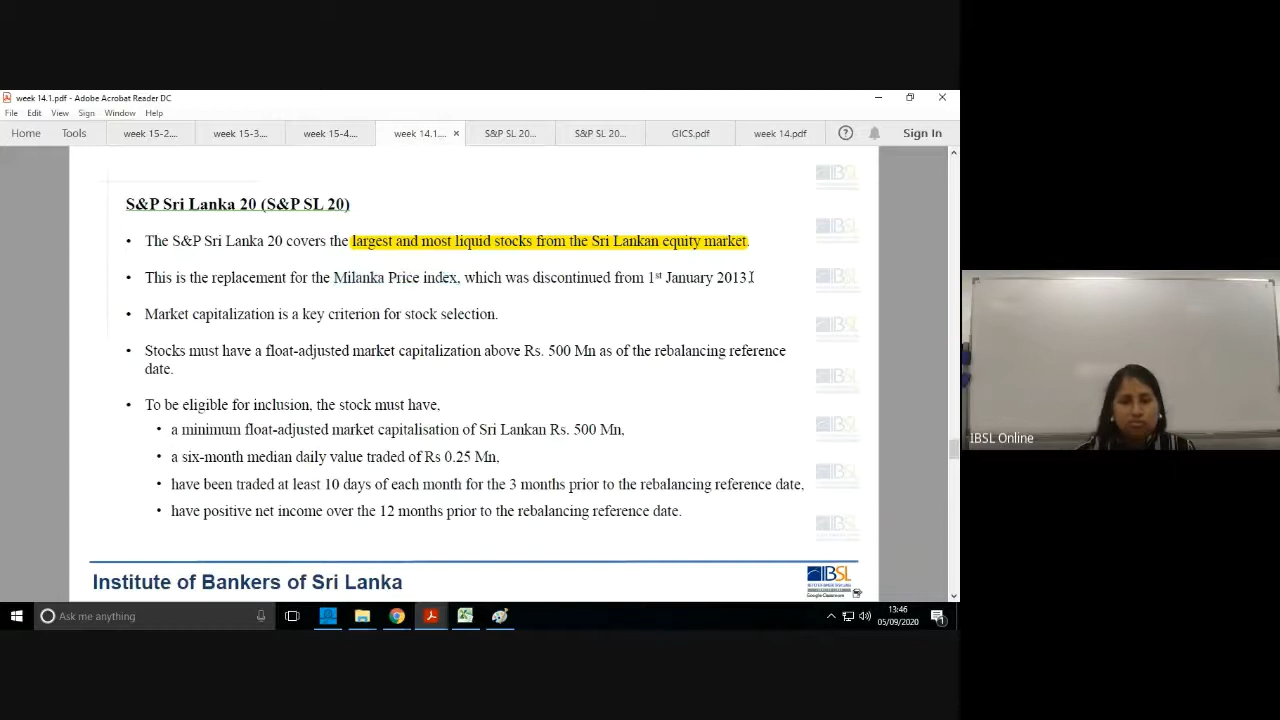 week 14.1.pdf - Adobe Acrobat Reader DC
File Edit View Sign Window Help
Home Tools week 15-2.... week 15-3.... week 15-4.... week 14.1.... × S&P SL 20... S&P SL 20... GICS.pdf week 14.pdf Sign In
S&P Sri Lanka 20 (S&P SL 20)
• The S&P Sri Lanka 20 covers the largest and most liquid stocks from the Sri Lankan equity market.
• This is the replacement for the Milanka Price index, which was discontinued from 1st January 2013.
• Market capitalization is a key criterion for stock selection.
• Stocks must have a float-adjusted market capitalization above Rs. 500 Mn as of the rebalancing reference
date.
• To be eligible for inclusion, the stock must have,
• a minimum float-adjusted market capitalisation of Sri Lankan Rs. 500 Mn,
• a six-month median daily value traded of Rs 0.25 Mn,
• have been traded at least 10 days of each month for the 3 months prior to the rebalancing reference date,
• have positive net income over the 12 months prior to the rebalancing reference date.
Institute of Bankers of Sri Lanka
IBSL
Google Classroom
Ask me anything
13:46
05/09/2020
IBSL Online